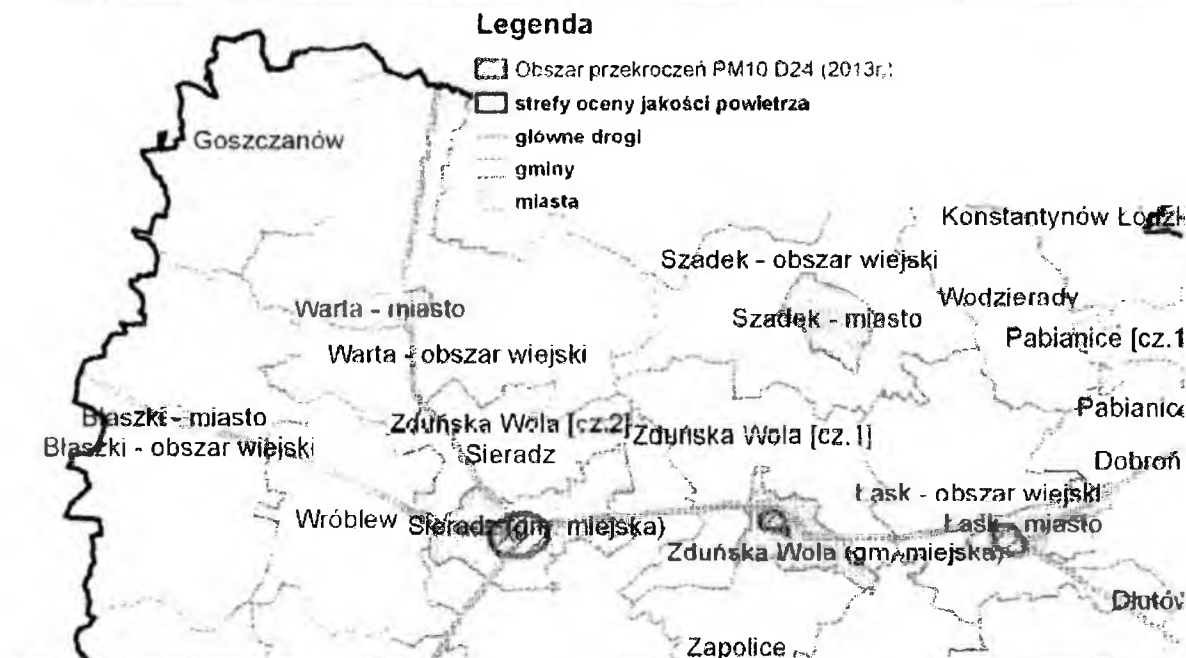 Legenda
Obszar przekroczeń PM10 D24 (2013r.)
strefy oceny jakości powietrza
główne drogi
gminy
miasta
Goszczanów
Konstantynów
Szadek - obszar wiejski
Wodzierady
Warta - miasto
Szadek - miasto
Pabianice [cz.1
Warta - obszar wiejski
Błaszki - miasto
Zduńska Wola [cz.2]
Zduńska Wola [cz.1]
Pabianice
Błaszki - obszar wiejski
Sieradz
Dobroń
Łask - obszar wiejski
Wróblew
Sieradz (gm. miejska)
Łask - miasto
Zduńska Wola (gm. miejska)
Dłutów
Zapolice